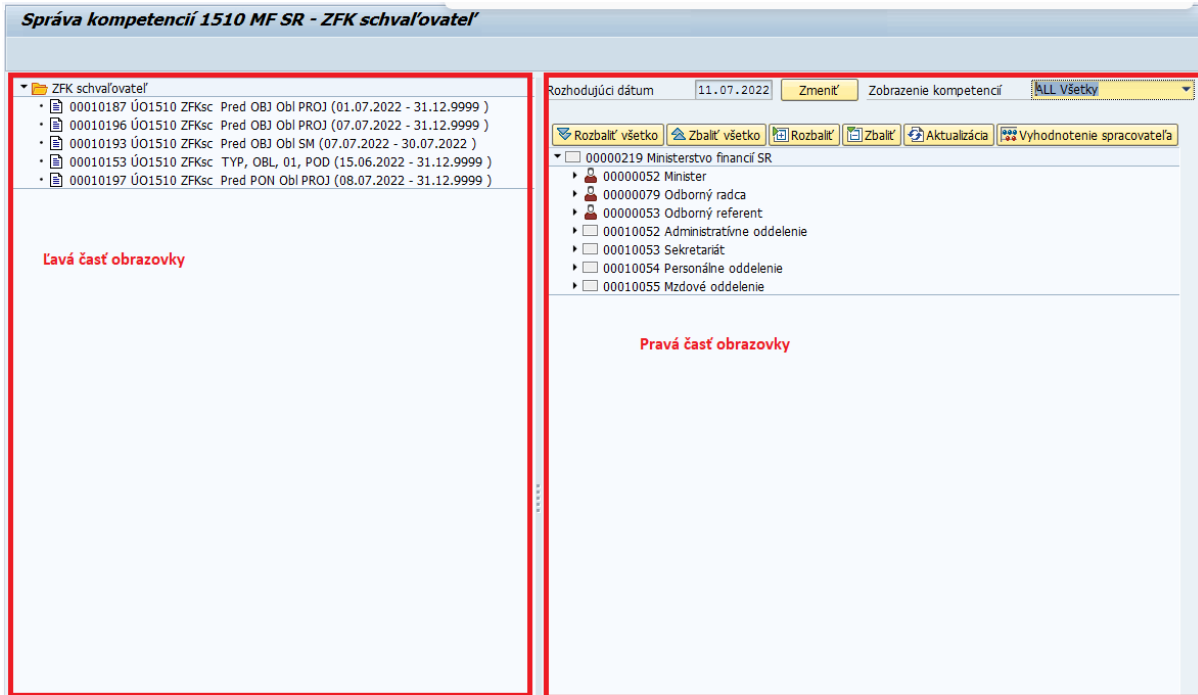 Správa kompetencií 1510 MF SR - ZFK schvaľovateľ
ZFK schvaľovateľ
00010187 ÚO1510 ZFKsc Pred OBJ Obl PROJ (01.07.2022 - 31.12.9999 )
00010196 ÚO1510 ZFKsc Pred OBJ Obl PROJ (07.07.2022 - 31.12.9999 )
00010193 ÚO1510 ZFKsc Pred OBJ Obl SM (07.07.2022 - 30.07.2022 )
00010153 ÚO1510 ZFKsc TYP, OBL, 01, POD (15.06.2022 - 31.12.9999 )
00010197 ÚO1510 ZFKsc Pred PON Obl PROJ (08.07.2022 - 31.12.9999 )
Ľavá časť obrazovky
Rozhodujúci dátum 11.07.2022 Zmeniť Zobrazenie kompetencií ALL Všetky
Rozbaliť všetko Zbaliť všetko Rozbaliť Zbaliť Aktualizácia Vyhodnotenie spracovateľa
00000219 Ministerstvo financií SR
00000052 Minister
00000079 Odborný radca
00000053 Odborný referent
00010052 Administratívne oddelenie
00010053 Sekretariát
00010054 Personálne oddelenie
00010055 Mzdové oddelenie
Pravá časť obrazovky